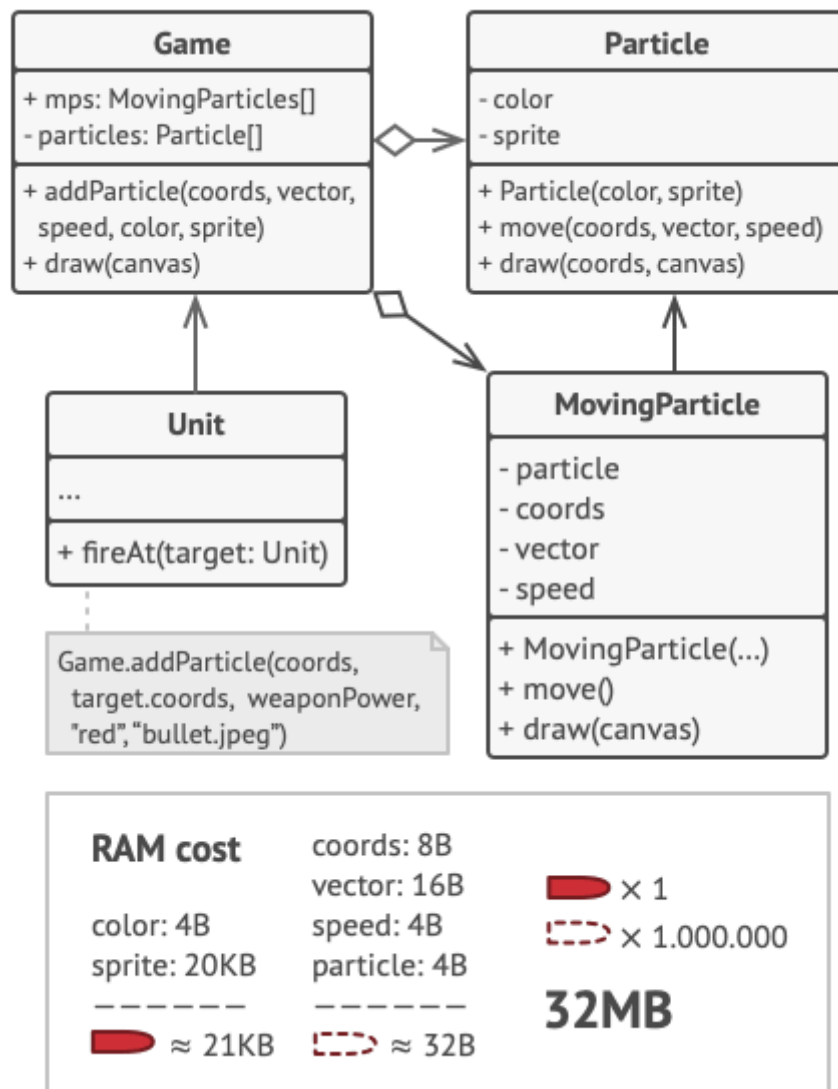 Game
+ mps: MovingParticles[]
- particles: Particle[]
+ addParticle(coords, vector,
speed, color, sprite)
+ draw(canvas)
Particle
- color
- sprite
+ Particle(color, sprite)
+ move(coords, vector, speed)
+ draw(coords, canvas)
Unit
...
+ fireAt(target: Unit)
Game.addParticle(coords,
target.coords, weaponPower,
"red", “bullet.jpeg")
MovingParticle
- particle
- coords
- vector
- speed
+ MovingParticle(...)
+ move()
+ draw(canvas)
RAM cost
color: 4B
sprite: 20KB
––––––
≈ 21KB
coords: 8B
vector: 16B
speed: 4B
particle: 4B
––––––
≈ 32B
× 1
× 1.000.000
32MB